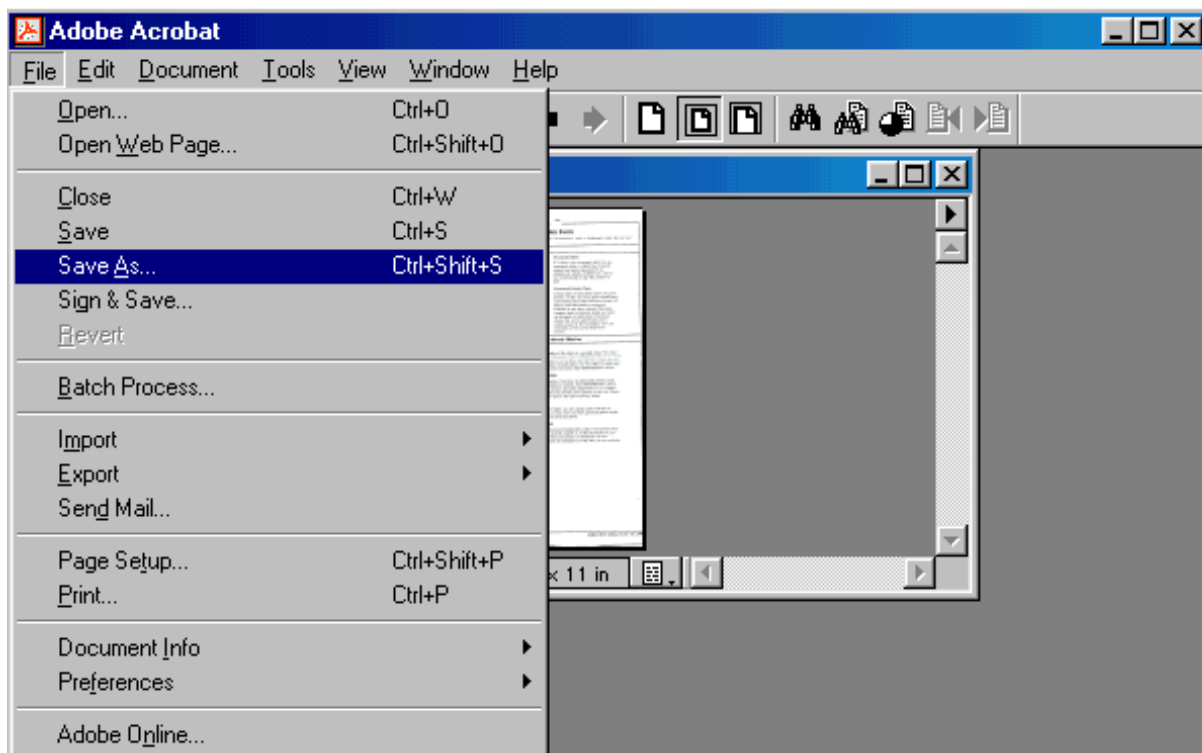 Adobe Acrobat
File Edit Document Tools View Window Help
Open... Ctrl+O
Open Web Page... Ctrl+Shift+O
Close Ctrl+W
Save Ctrl+S
Save As... Ctrl+Shift+S
Sign & Save...
Revert
Batch Process...
Import
Export
Send Mail...
Page Setup... Ctrl+Shift+P
x 11 in
Print... Ctrl+P
Document Info
Preferences
Adobe Online...